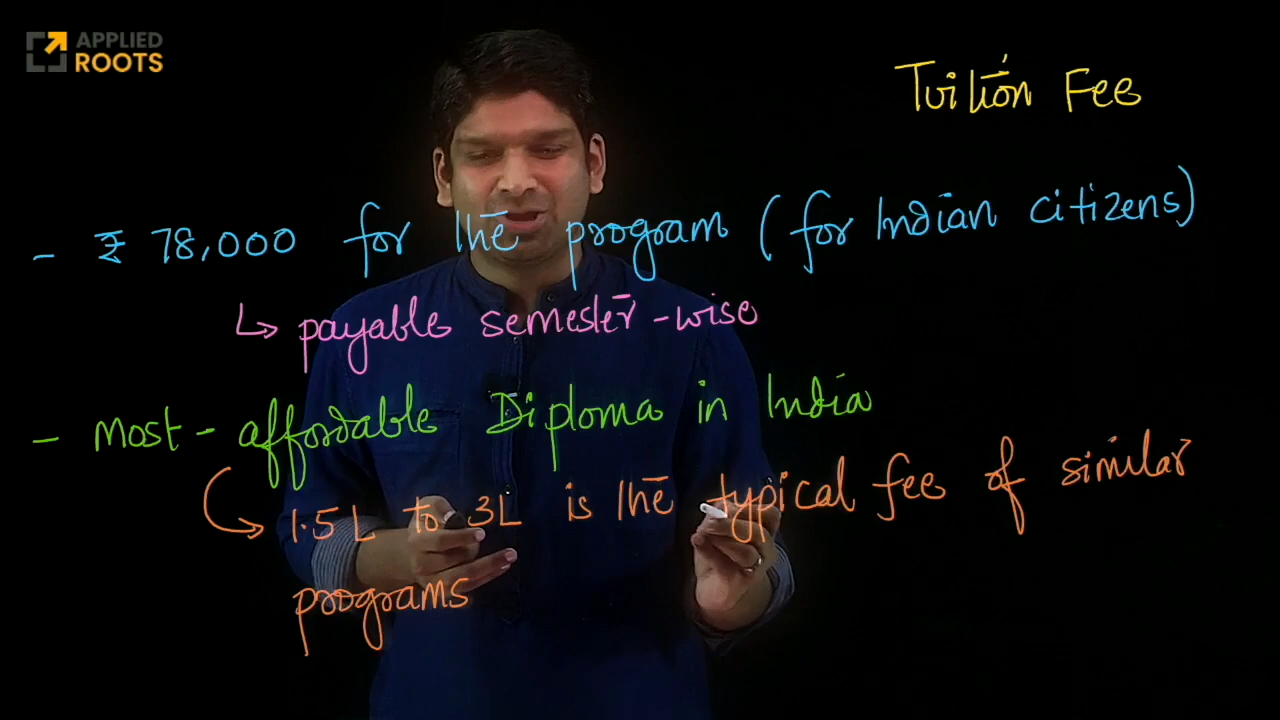 APPLIED
ROOTS
Tuition Fee
- ₹ 78,000 for the program (for Indian citizens)
↳ payable semester-wise
- Most-affordable Diploma in India
↳ 1.5 L to 3L is the typical fee of similar
programs